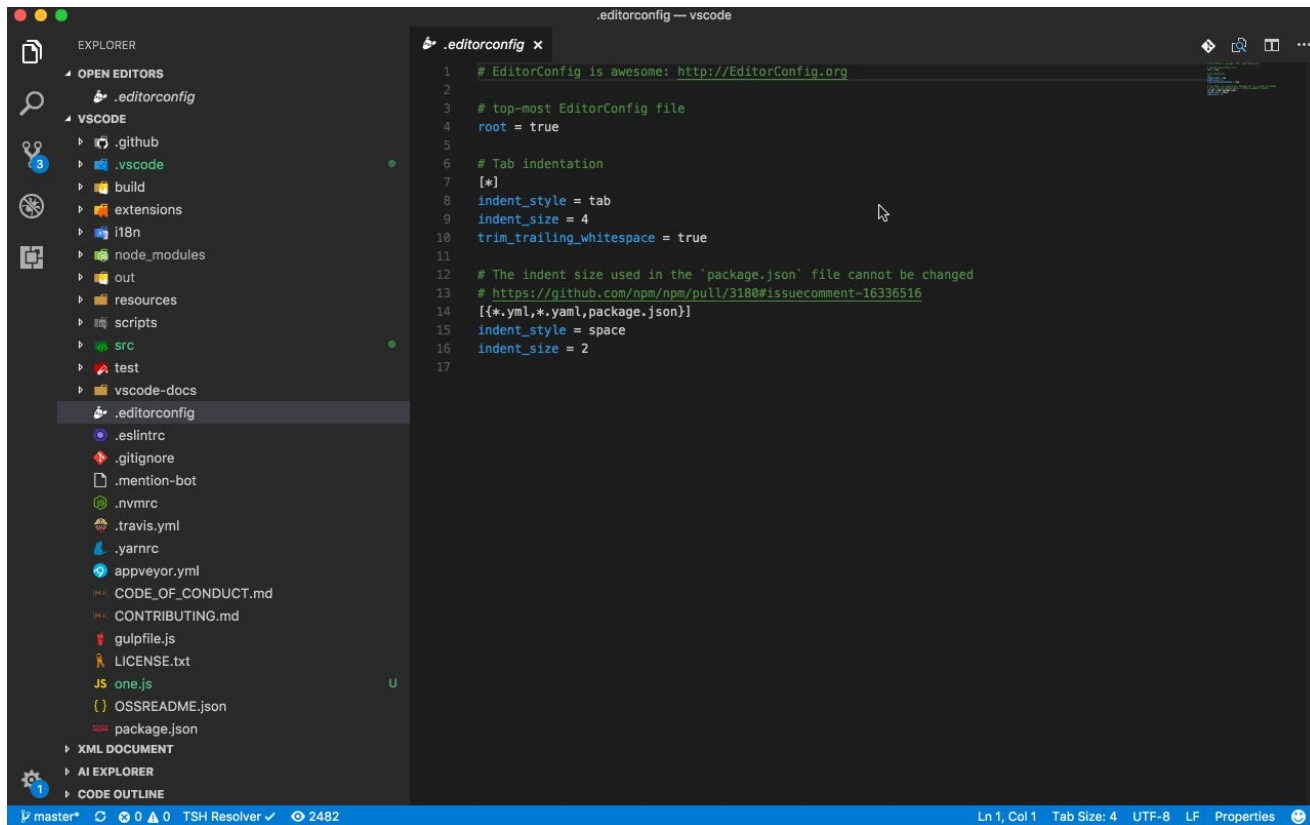 .editorconfig — vscode
EXPLORER
OPEN EDITORS
.editorconfig
VSCODE
.github
.vscode
build
extensions
i18n
node_modules
out
resources
scripts
src
test
vscode-docs
.editorconfig
.eslintrc
.gitignore
.mention-bot
.nvmrc
.travis.yml
.yarnrc
appveyor.yml
CODE_OF_CONDUCT.md
CONTRIBUTING.md
gulpfile.js
LICENSE.txt
JS one.js U
{} OSSREADME.json
package.json
XML DOCUMENT
AI EXPLORER
CODE OUTLINE
3
1
.editorconfig ×
1 # EditorConfig is awesome: http://EditorConfig.org
2
3 # top-most EditorConfig file
4 root = true
5
6 # Tab indentation
7 [*]
8 indent_style = tab
9 indent_size = 4
10 trim_trailing_whitespace = true
11
12 # The indent size used in the `package.json` file cannot be changed
13 # https://github.com/npm/npm/pull/3180#issuecomment-16336516
14 [{*.yml,*.yaml,package.json}]
15 indent_style = space
16 indent_size = 2
17
master* 0 0 TSH Resolver ✓ 2482 Ln 1, Col 1 Tab Size: 4 UTF-8 LF Properties